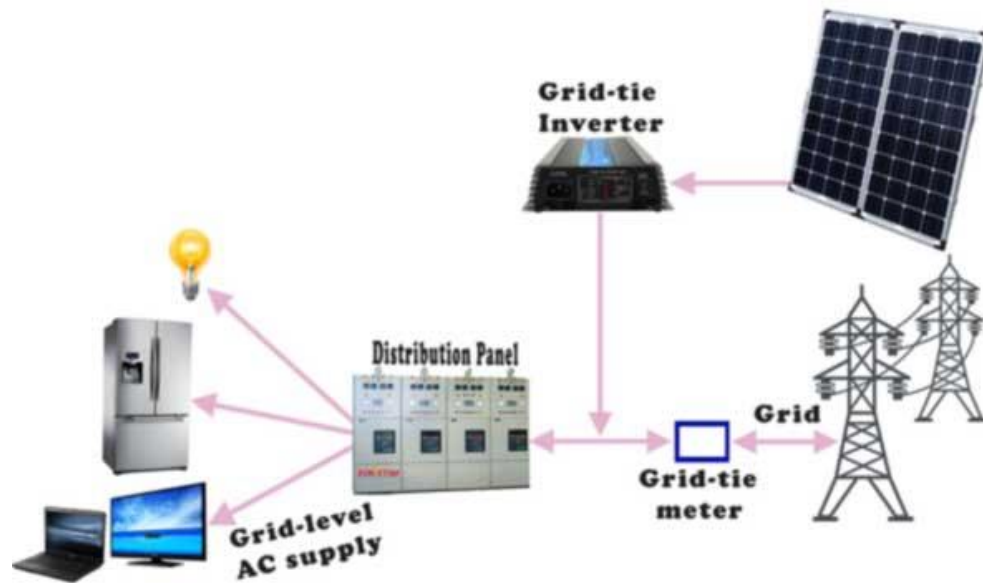 Grid-tie
Inverter
Distribution Panel
Grid
Grid-tie
meter
Grid-level
AC supply